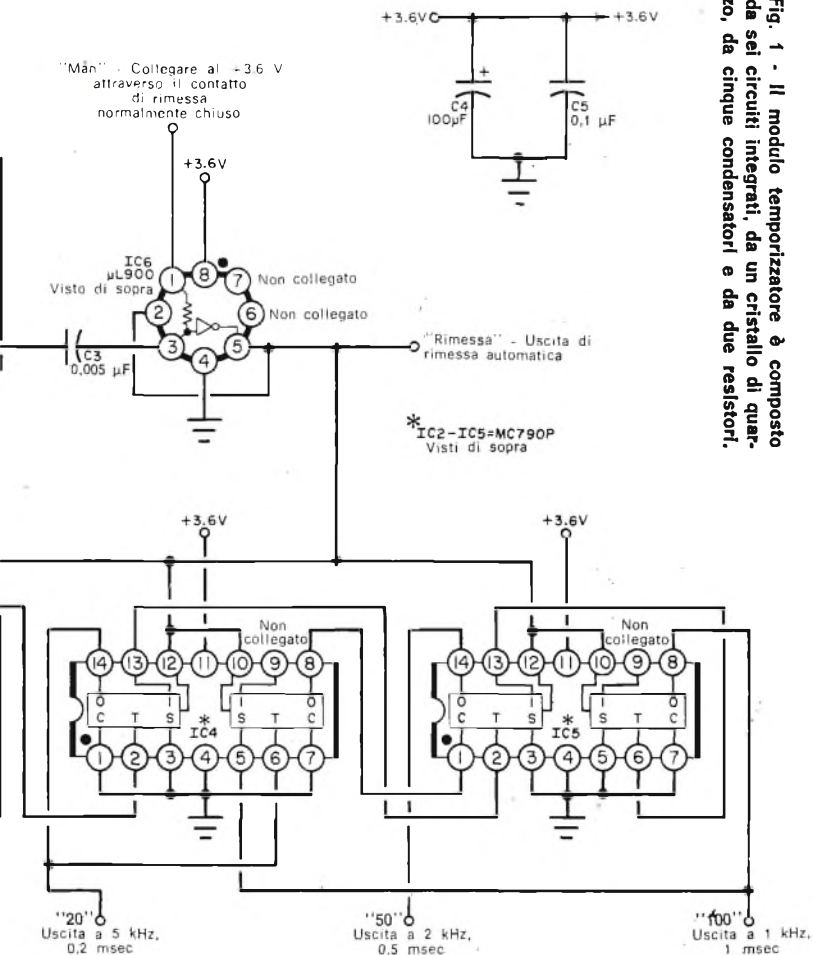 +3.6V
+3.6V
C4
100µF
+
C5
0,1 µF
Fig. 1 - Il modulo temporizzatore è composto
da sei circuiti integrati, da un cristallo di quar-
zo, da cinque condensatori e da due resistori.
"Man" - Collegare al +3.6 V
attraverso il contatto
di rimessa
normalmente chiuso
+3.6V
IC6
µL900
Visto di sopra
1 8 7 Non collegato
2 6 Non collegato
3 4 5
C3
0,005 µF
"Rimessa" - Uscita di
rimessa automatica
*IC2-IC5=MC790P
Visti di sopra
+3.6V
Non
collegato
14 13 12 11 10 9 8
O I I O
C T S S T C
*
IC4
1 2 3 4 5 6 7
+3.6V
Non
collegato
14 13 12 11 10 9 8
O I I O
C T S S T C
*
IC5
1 2 3 4 5 6 7
"20"
Uscita a 5 kHz,
0,2 msec
"50"
Uscita a 2 kHz,
0,5 msec
"100"
Uscita a 1 kHz,
1 msec